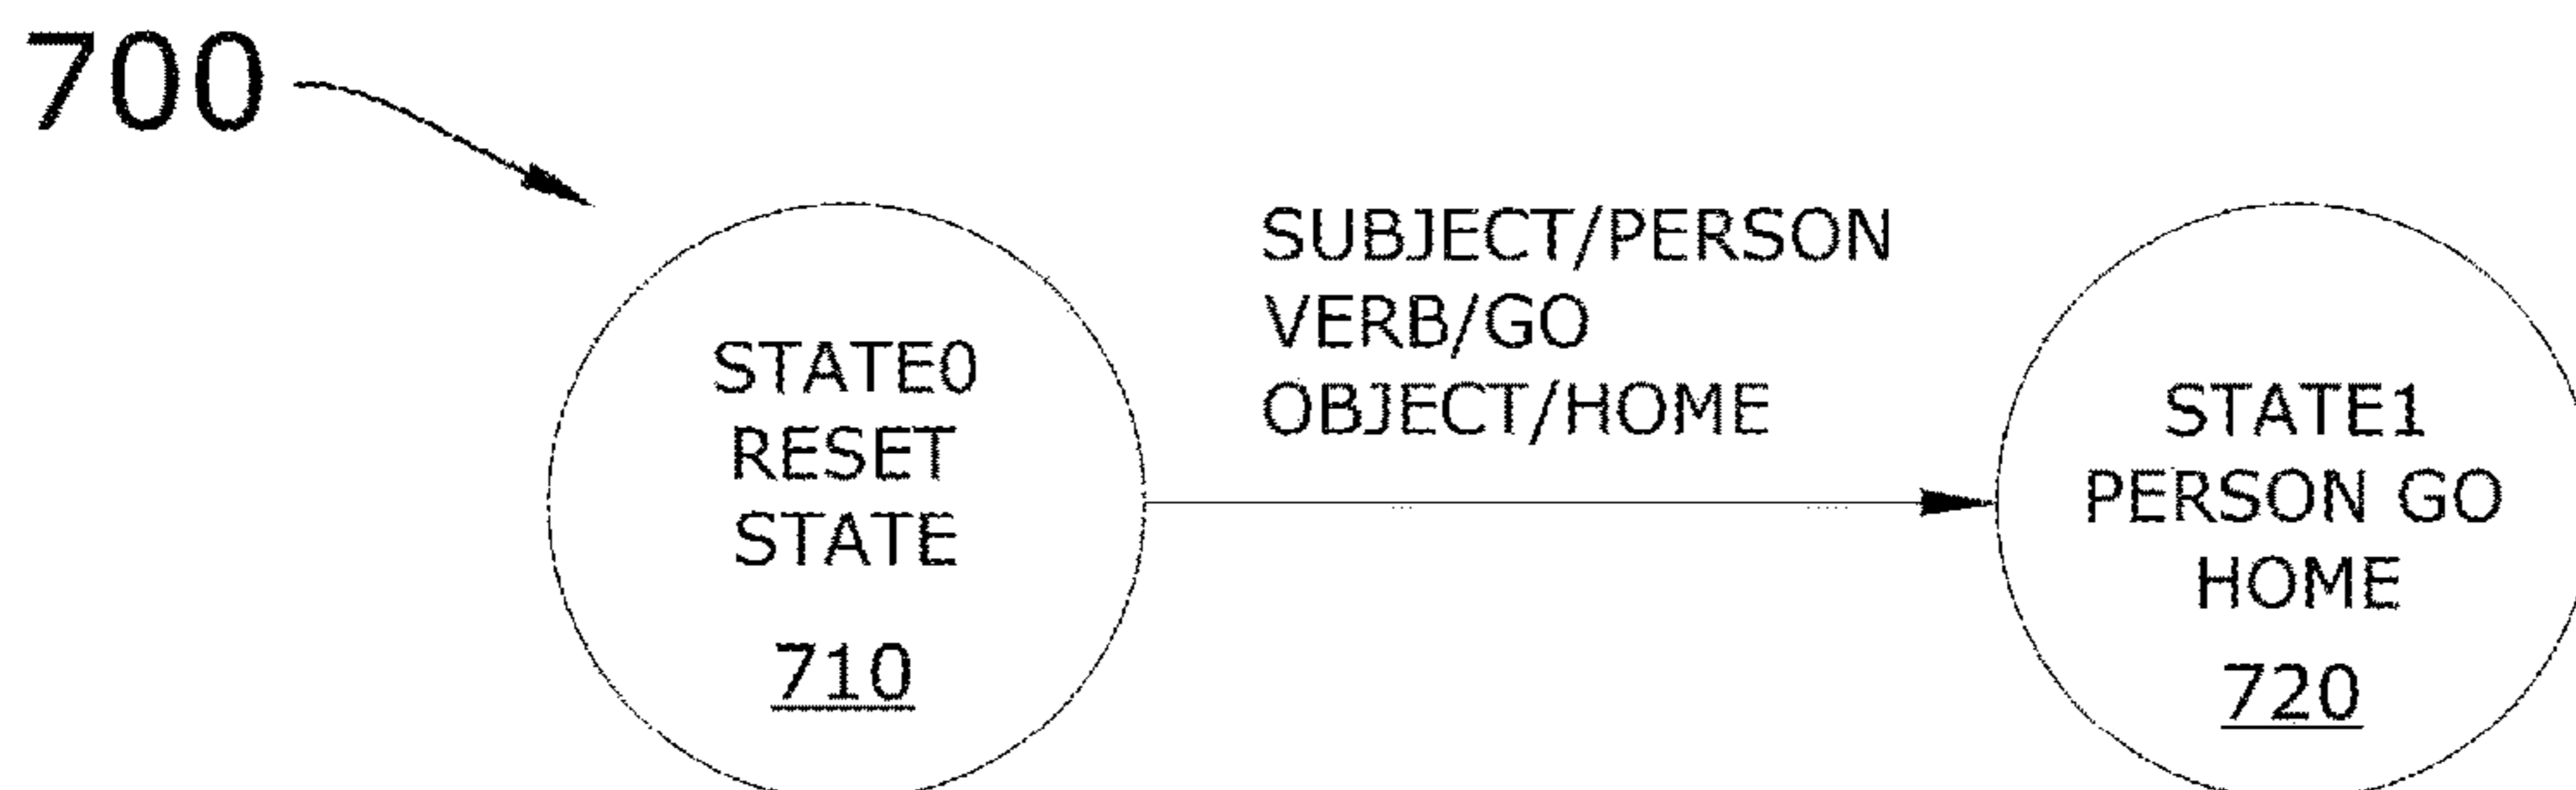 700
STATE0
RESET
STATE
710
SUBJECT/PERSON
VERB/GO
OBJECT/HOME
STATE1
PERSON GO
HOME
720